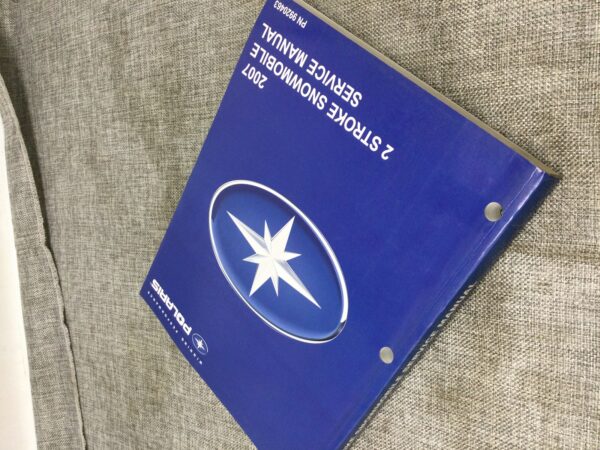 2007
2 STROKE SNOWMOBILE
SERVICE MANUAL
PN 9920463
POLARIS